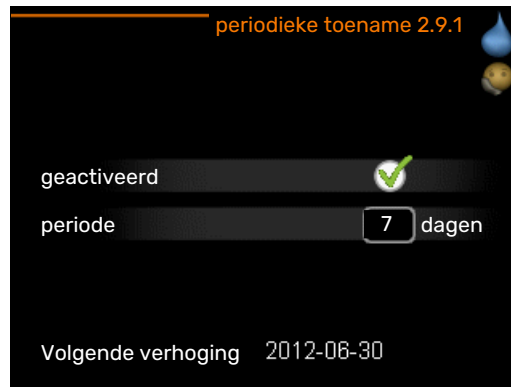 periodieke toename 2.9.1
geactiveerd
periode 7 dagen
Volgende verhoging 2012-06-30